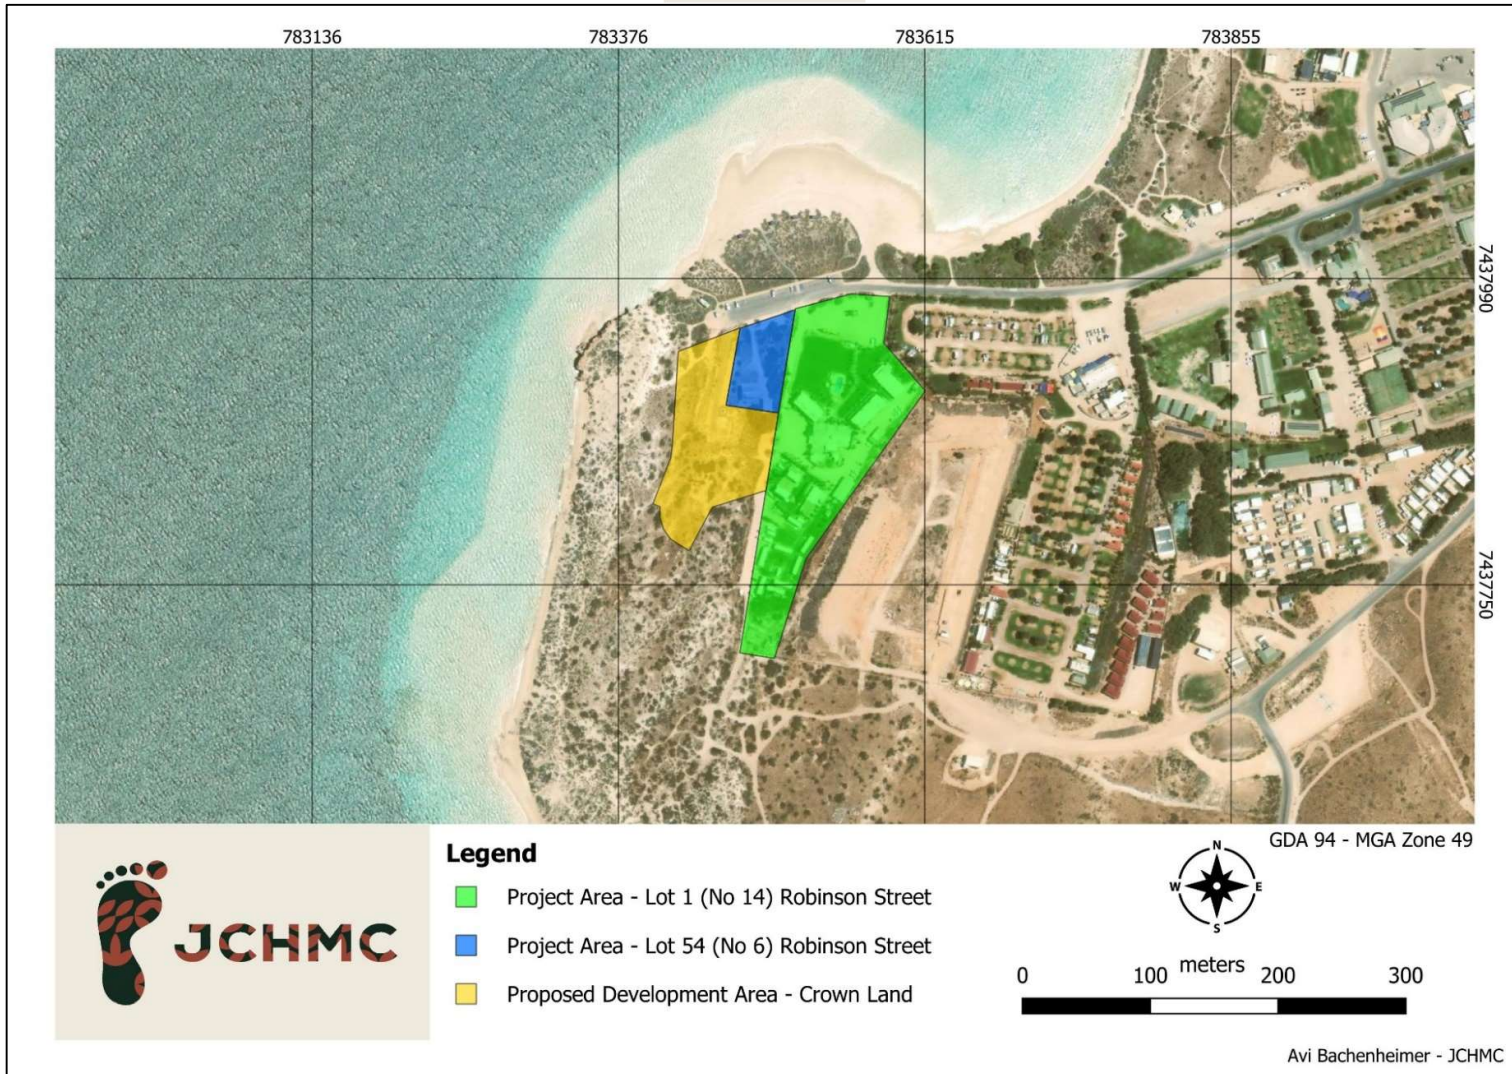 783136
783376
783615
783855
7437990
7437750
GDA 94 - MGA Zone 49
Legend
Project Area - Lot 1 (No 14) Robinson Street
Project Area - Lot 54 (No 6) Robinson Street
Proposed Development Area - Crown Land
JCHMC
N
W
E
S
meters
0
100
200
300
Avi Bachenheimer - JCHMC